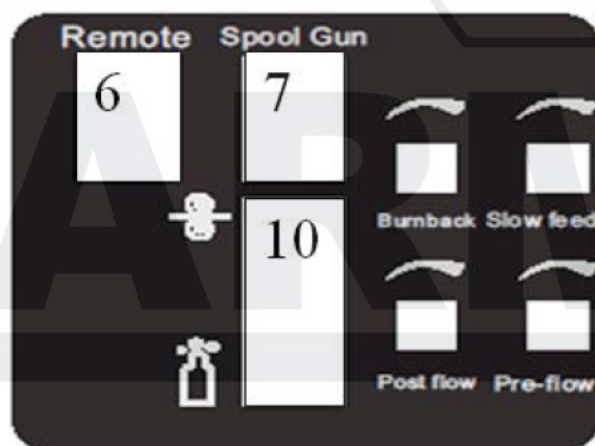 Remote Spool Gun
6 7
10
Burnback Slow feed
Post flow Pre-flow